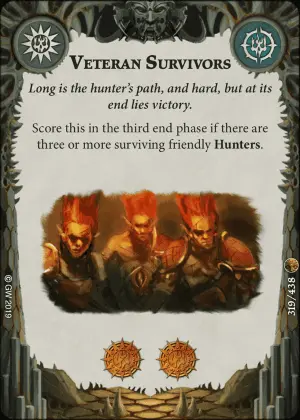 VETERAN SURVIVORS
Long is the hunter's path, and hard, but at its
end lies victory.
Score this in the third end phase if there are
three or more surviving friendly Hunters.
© GW 2019
319/438